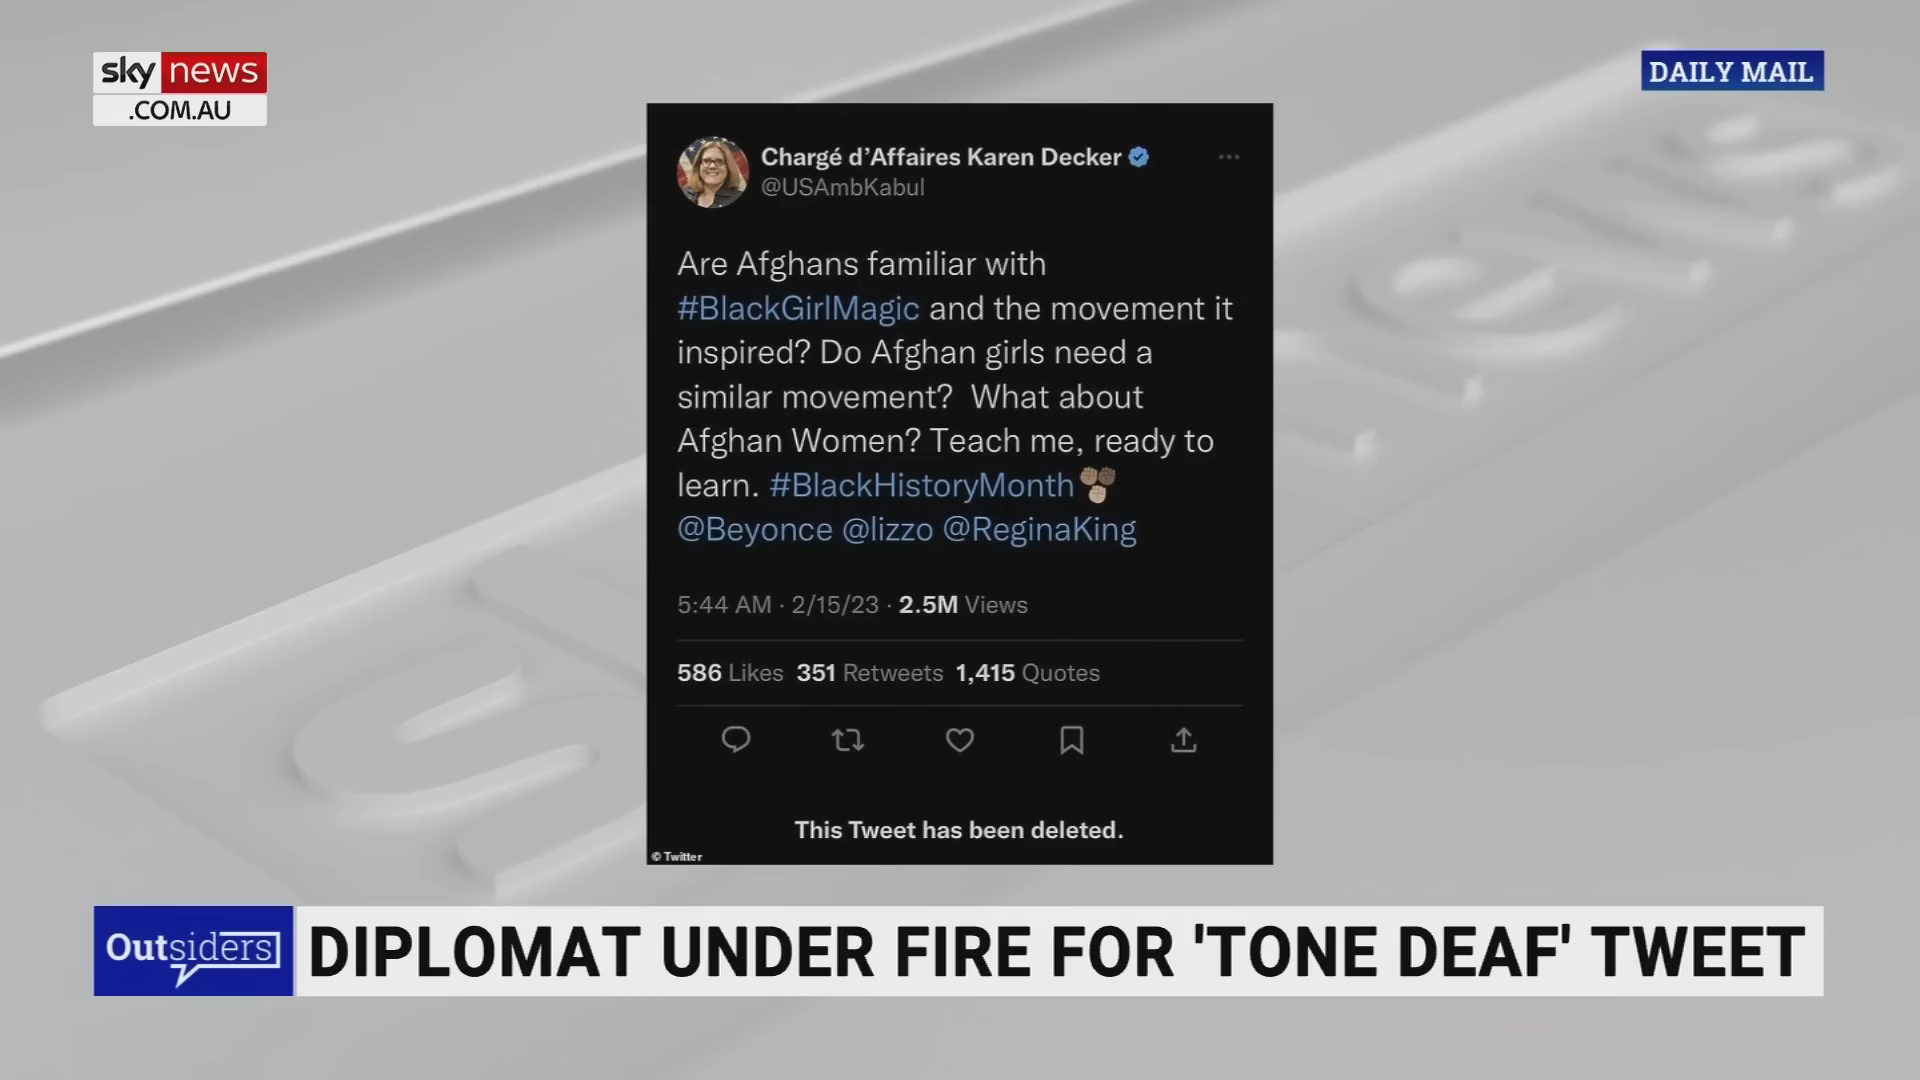 sky news
.COM.AU
DAILY MAIL
Chargé d’Affaires Karen Decker
@USAmbKabul
Are Afghans familiar with
#BlackGirlMagic and the movement it
inspired? Do Afghan girls need a
similar movement?  What about
Afghan Women? Teach me, ready to
learn. #BlackHistoryMonth
@Beyonce @lizzo @ReginaKing
5:44 AM · 2/15/23 · 2.5M Views
586 Likes 351 Retweets 1,415 Quotes
This Tweet has been deleted.
© Twitter
Outsiders
DIPLOMAT UNDER FIRE FOR 'TONE DEAF' TWEET